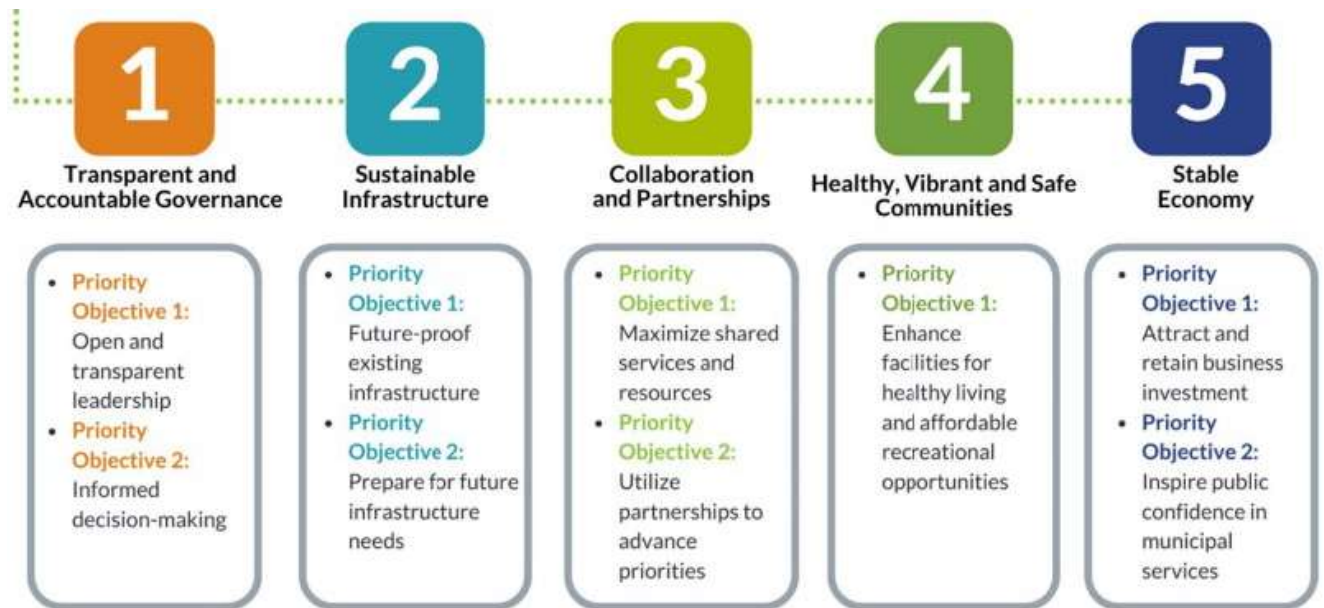 1
Transparent and
Accountable Governance
• Priority
Objective 1:
Open and
transparent
leadership
• Priority
Objective 2:
Informed
decision-making
2
Sustainable
Infrastructure
• Priority
Objective 1:
Future-proof
existing
infrastructure
• Priority
Objective 2:
Prepare for future
infrastructure
needs
3
Collaboration
and Partnerships
• Priority
Objective 1:
Maximize shared
services and
resources
• Priority
Objective 2:
Utilize
partnerships to
advance
priorities
4
Healthy, Vibrant and Safe
Communities
• Priority
Objective 1:
Enhance
facilities for
healthy living
and affordable
recreational
opportunities
5
Stable
Economy
• Priority
Objective 1:
Attract and
retain business
investment
• Priority
Objective 2:
Inspire public
confidence in
municipal
services